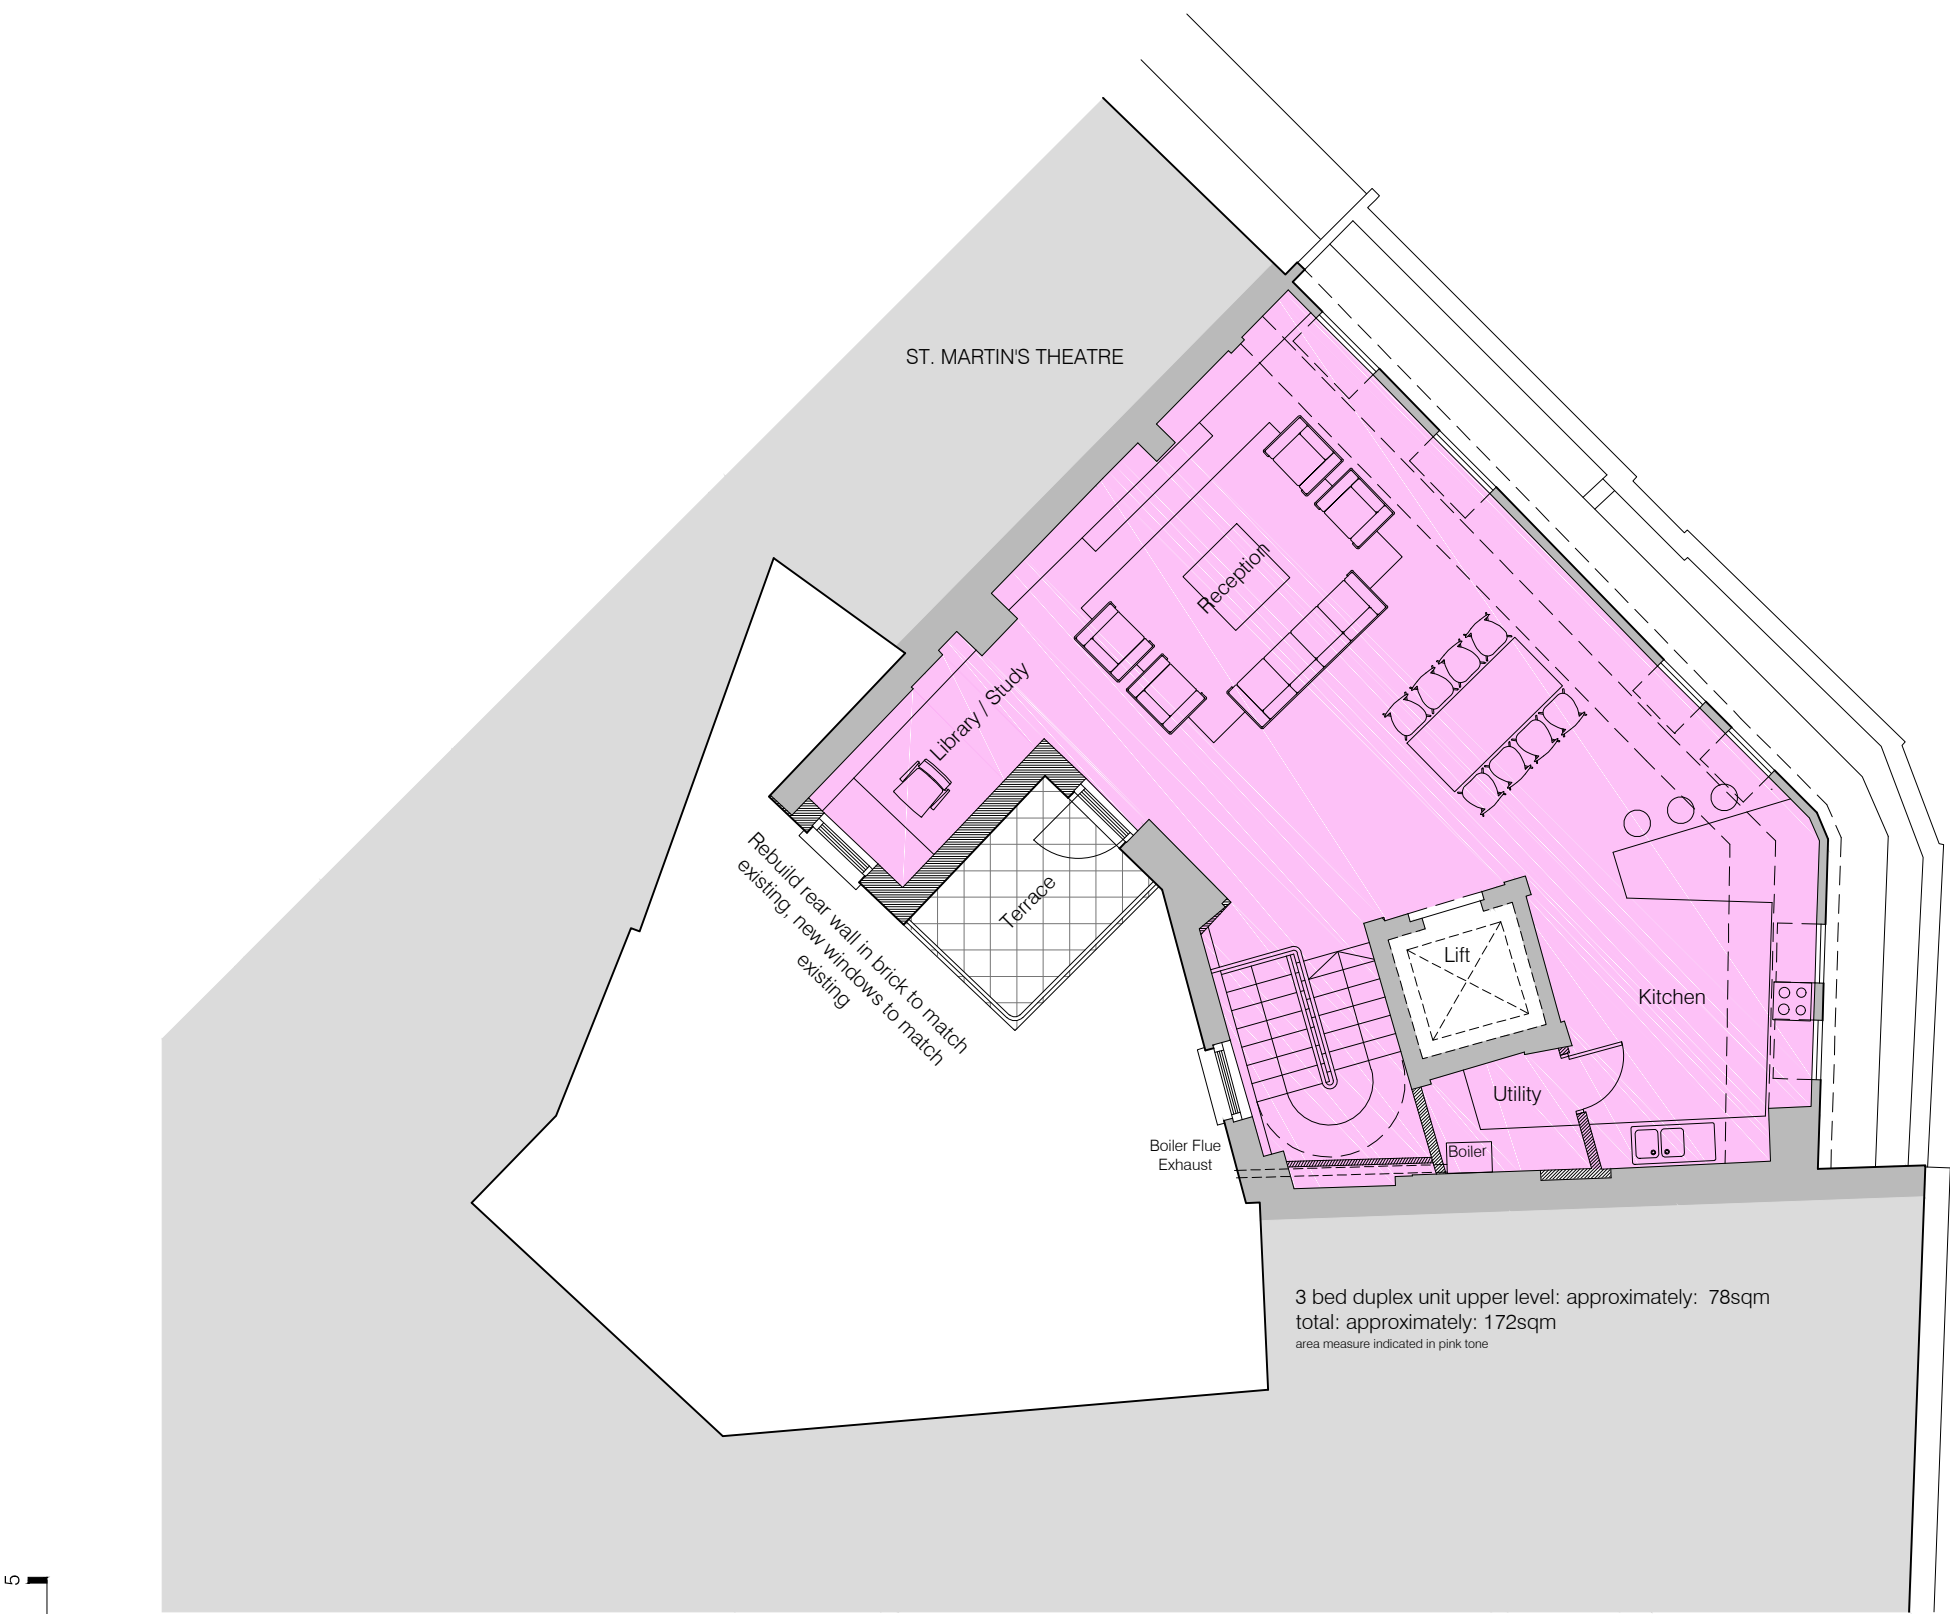 ST. MARTIN'S THEATRE
Reception
Library / Study
Terrace
Rebuild rear wall in brick to match
existing, new windows to match
existing
Lift
Kitchen
Utility
Boiler Flue
Exhaust
Boiler
3 bed duplex unit upper level: approximately: 78sqm
total: approximately: 172sqm
area measure indicated in pink tone
5